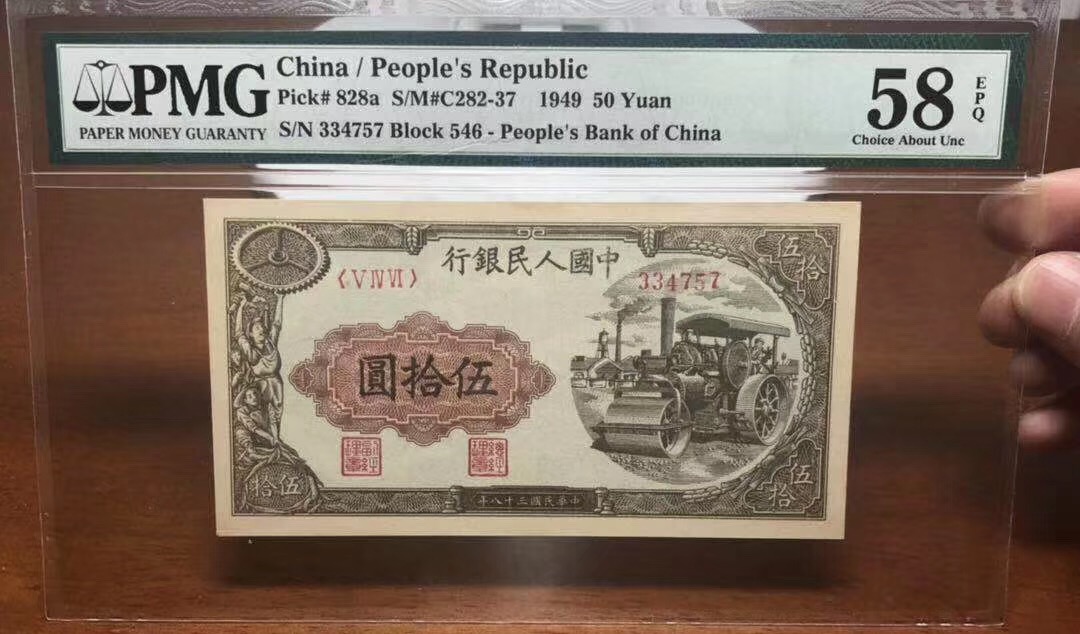 PMG
PAPER MONEY GUARANTY
China / People's Republic
Pick# 828a S/M#C282-37 1949 50 Yuan
S/N 334757 Block 546 - People's Bank of China
58
EPQ
Choice About Unc
中國人民銀行
〈V IV VI〉
334757
伍拾
伍拾圓
伍拾
伍拾
中華民國三十八年